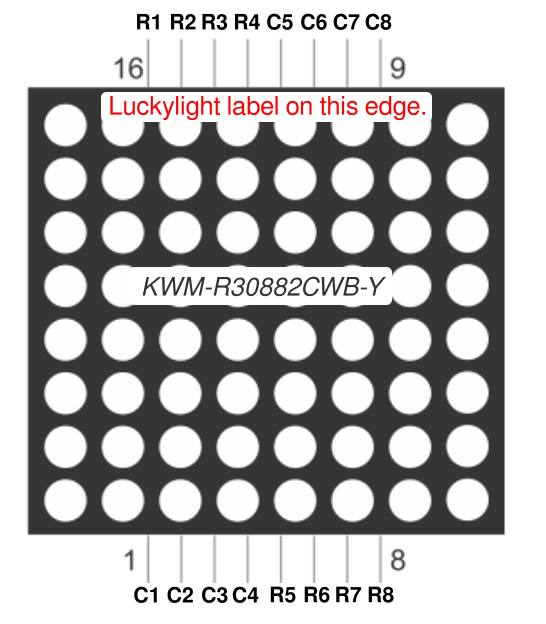 R1 R2 R3 R4 C5 C6 C7 C8
16 9
Luckylight label on this edge.
KWM-R30882CWB-Y
1 8
C1 C2 C3 C4 R5 R6 R7 R8